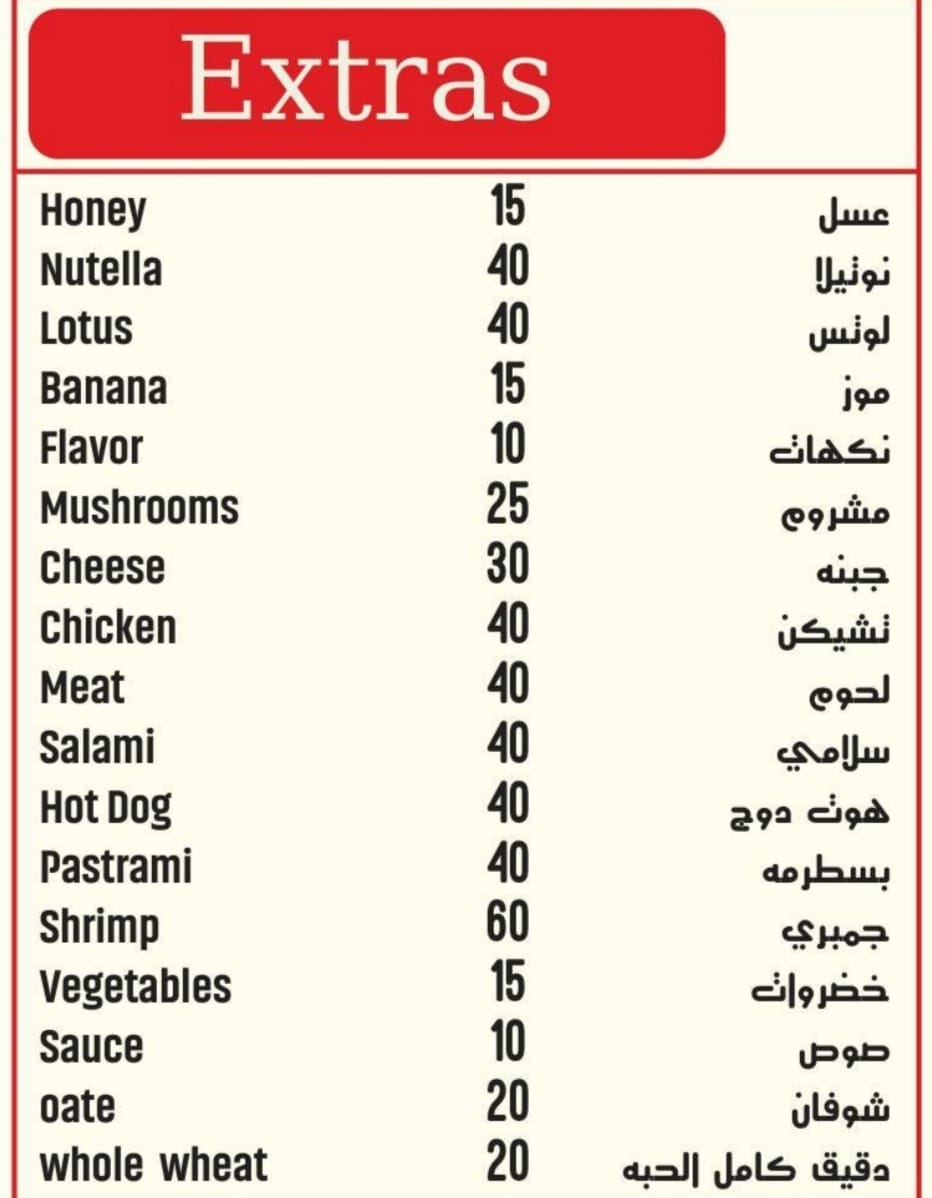 Extras
Honey 15 عسل
Nutella 40 نوتيلا
Lotus 40 لوتس
Banana 15 موز
Flavor 10 نكهات
Mushrooms 25 مشروم
Cheese 30 جبنه
Chicken 40 تشيكن
Meat 40 لحوم
Salami 40 سلامي
Hot Dog 40 هوت دوج
Pastrami 40 بسطرمه
Shrimp 60 جمبري
Vegetables 15 خضروات
Sauce 10 صوص
oate 20 شوفان
whole wheat 20 دقيق كامل الحبه